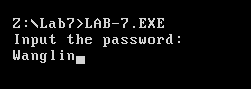 Z:\Lab7>LAB-7.EXE
Input the password:
Wanglin